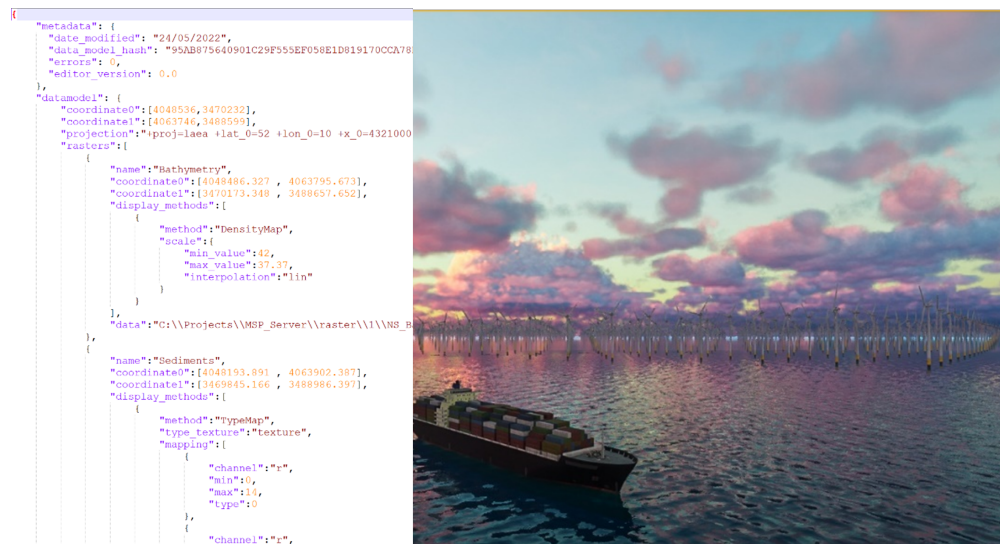 {
"metadata": {
"date_modified": "24/05/2022",
"data_model_hash": "95AB875640901C29F555EF058E1D819170CCA78
"errors": 0,
"editor_version": 0.0
},
"datamodel": {
"coordinate0":[4048536,3470232],
"coordinate1":[4063746,3488599],
"projection":"+proj=laea +lat_0=52 +lon_0=10 +x_0=4321000
"rasters":[
{
"name":"Bathymetry",
"coordinate0":[4048486.327 , 4063795.673],
"coordinate1":[3470173.348 , 3488657.652],
"display_methods":[
{
"method":"DensityMap",
"scale":{
"min_value":42,
"max_value":37.37,
"interpolation":"lin"
}
}
],
"data":"C:\\Projects\\MSP_Server\\raster\\1\\NS_Ba
},
{
"name":"Sediments",
"coordinate0":[4048193.891 , 4063902.387],
"coordinate1":[3469845.166 , 3488986.397],
"display_methods":[
{
"method":"TypeMap",
"type_texture":"texture",
"mapping":[
{
"channel":"r",
"min":0,
"max":14,
"type":0
},
{
"channel":"r",